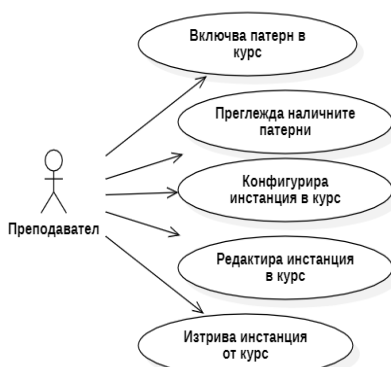 Включва патерн в
курс
Преглежда наличните
патерни
Конфигурира
инстанция в курс
Преподавател
Редактира инстанция
в курс
Изтрива инстанция
от курс